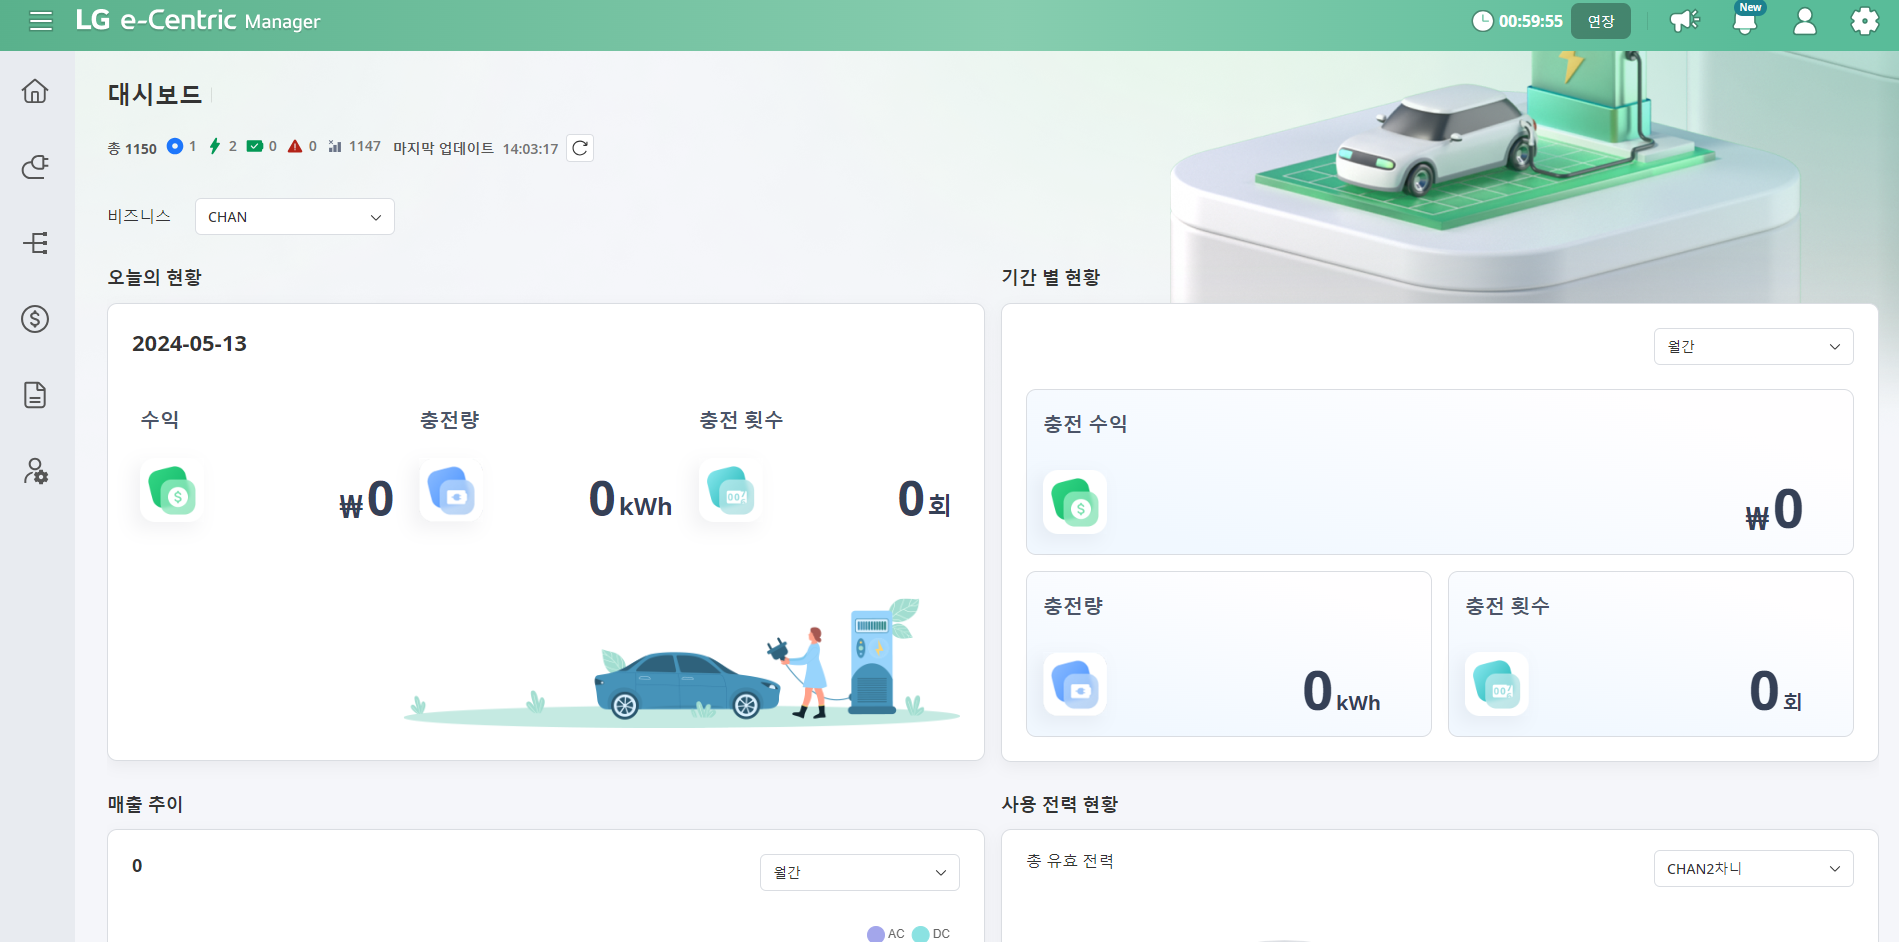 LG e-Centric Manager
00:59:55 연장
New
대시보드
총 1150 1 2 0 0 1147 마지막 업데이트 14:03:17
비즈니스 CHAN
오늘의 현황
2024-05-13
수익 충전량 충전 횟수
₩0 0 kWh 0 회
기간 별 현황
월간
충전 수익
₩0
충전량
0 kWh
충전 횟수
0 회
매출 추이
0
월간
AC DC
사용 전력 현황
총 유효 전력
CHAN2차니